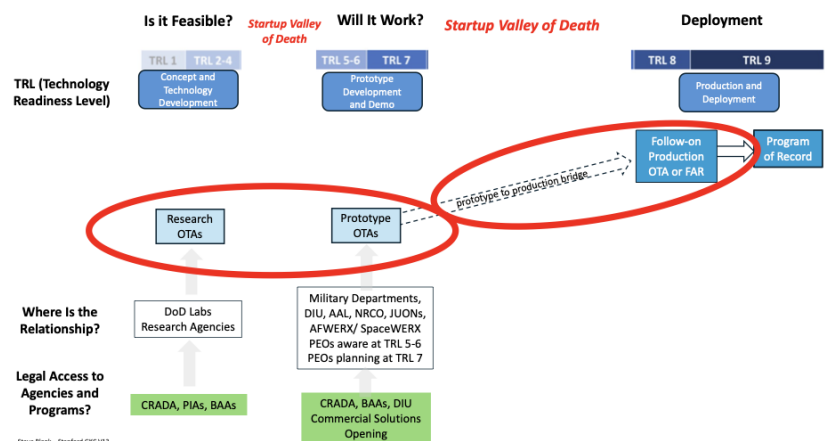 Is it Feasible?
Startup Valley
of Death
Will It Work?
Startup Valley of Death
Deployment
TRL 1
TRL 2-4
TRL 5-6
TRL 7
TRL 8
TRL 9
TRL (Technology
Readiness Level)
Concept and
Technology
Development
Prototype
Development
and Demo
Production and
Deployment
Follow-on
Production
OTA or FAR
Program
of Record
prototype to production bridge
Research
OTAs
Prototype
OTAs
Where Is the
Relationship?
DoD Labs
Research Agencies
Military Departments,
DIU, AAL, NRCO, JUONs,
AFWERX/ SpaceWERX
PEOs aware at TRL 5-6
PEOs planning at TRL 7
Legal Access to
Agencies and
Programs?
CRADA, PIAs, BAAs
CRADA, BAAs, DIU
Commercial Solutions
Opening